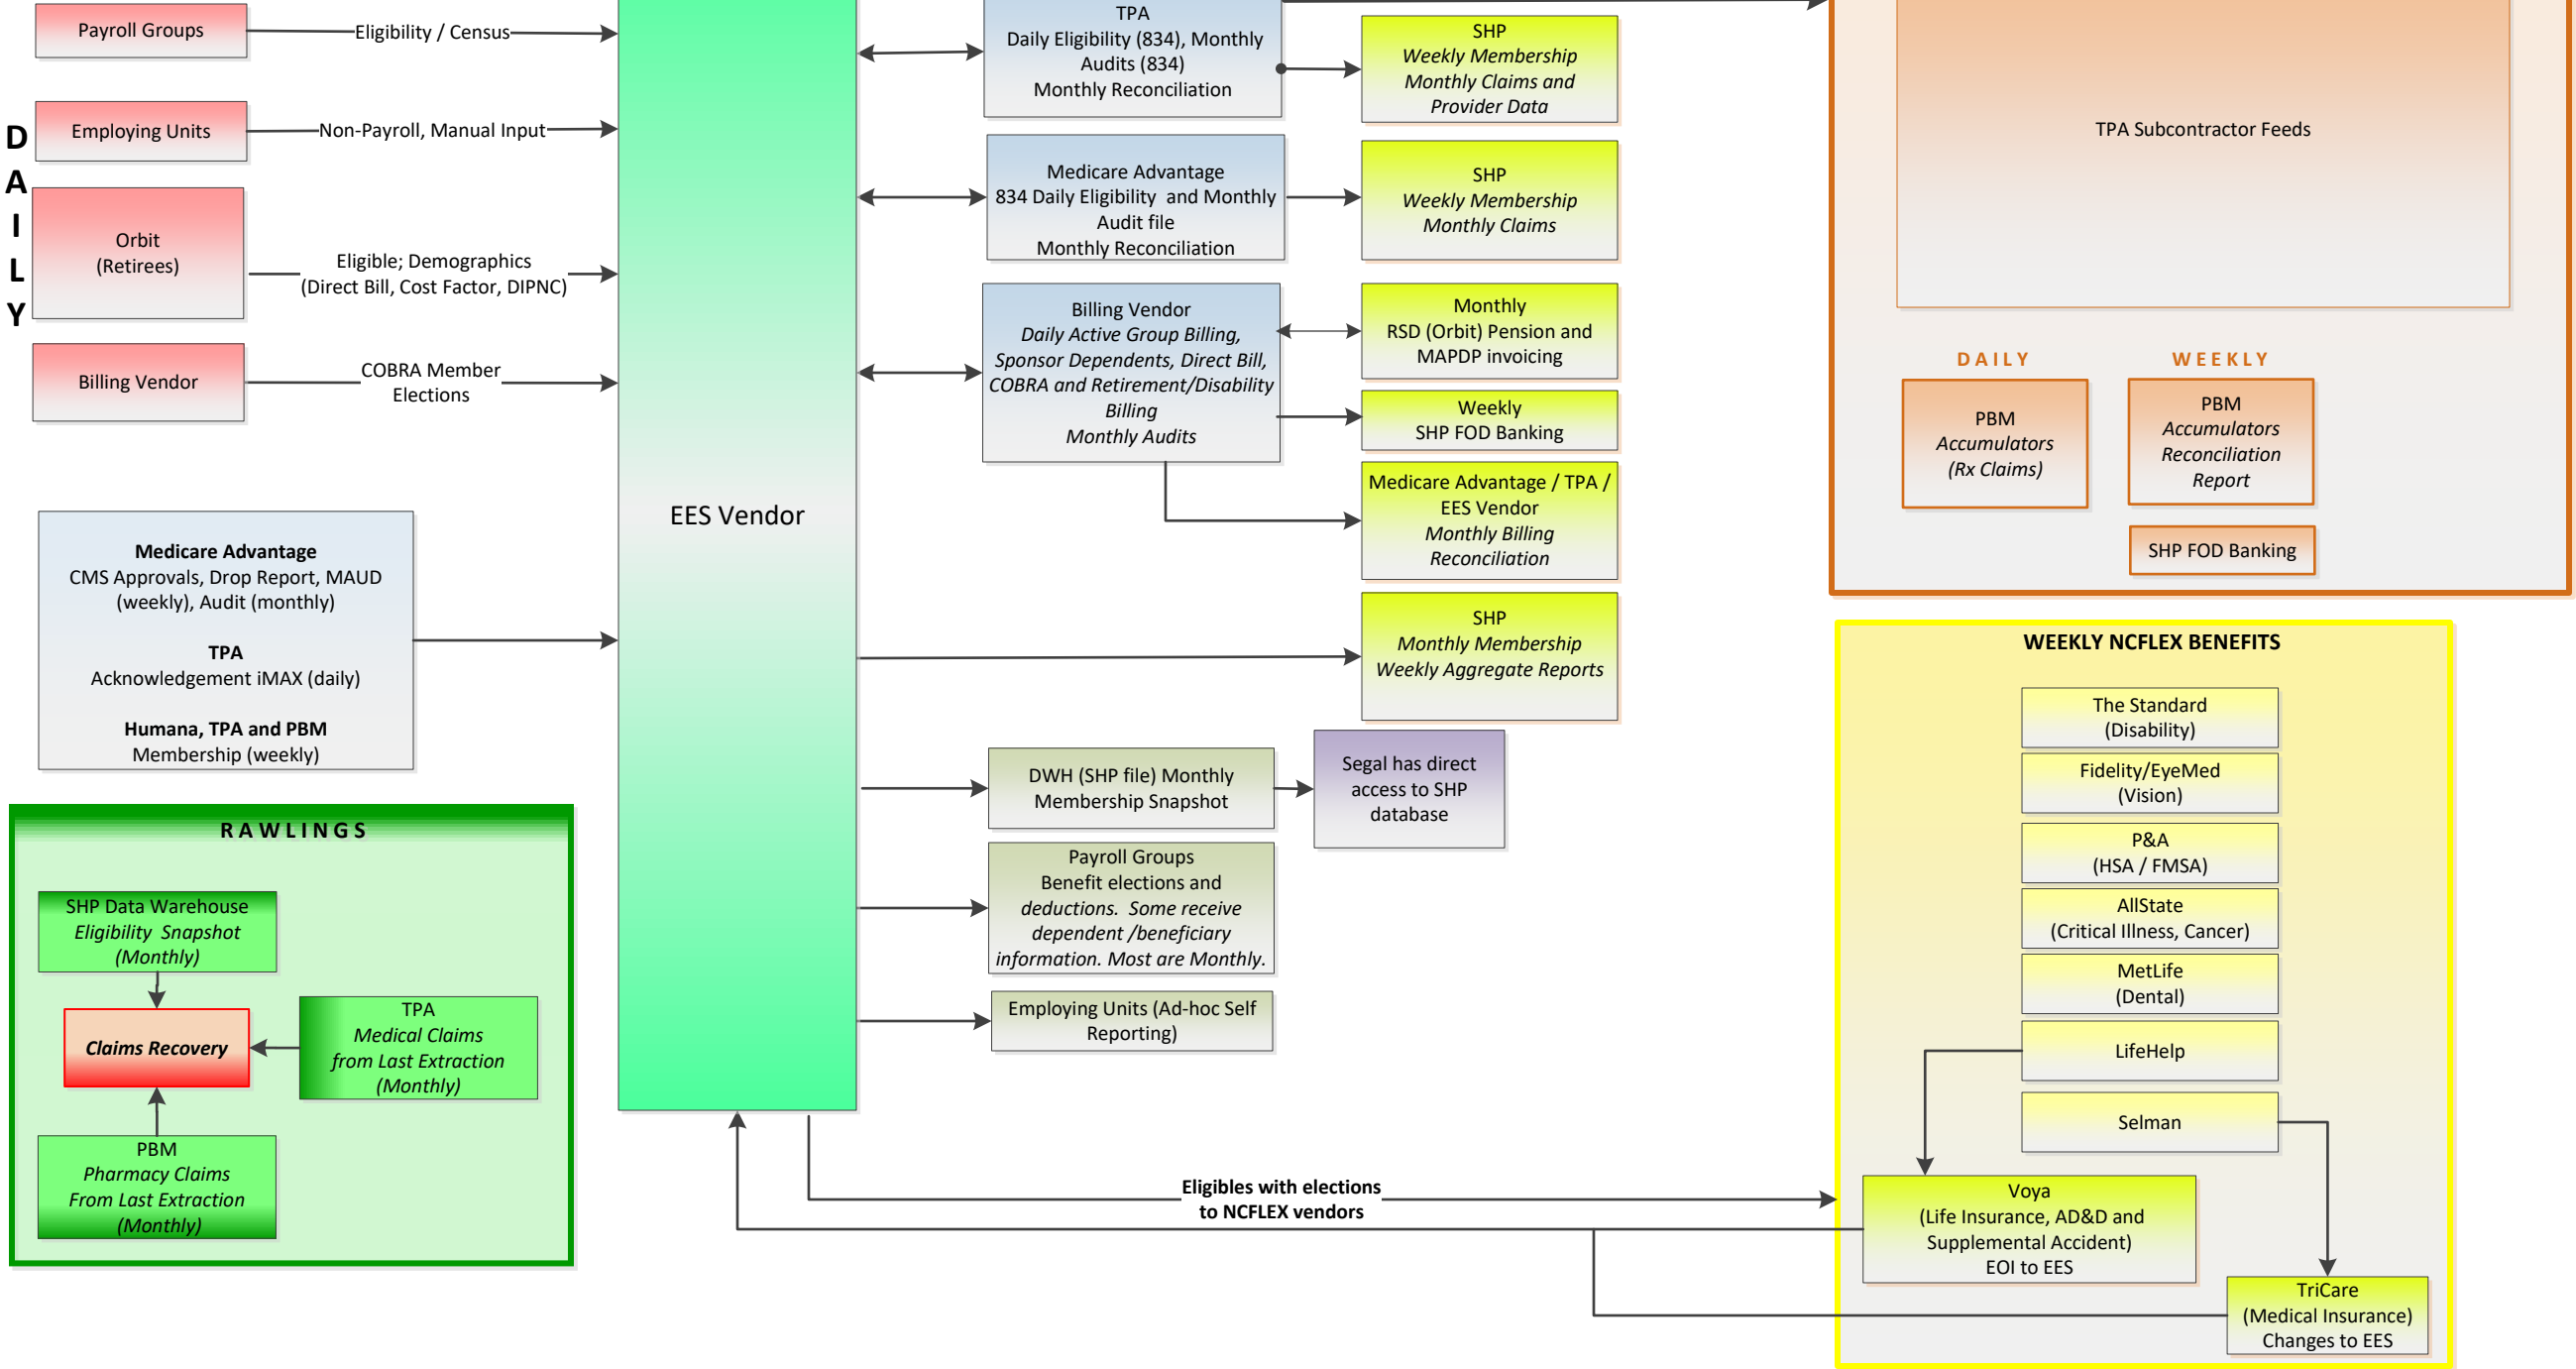 DAILY
Payroll Groups
Eligibility / Census
Employing Units
Non-Payroll, Manual Input
Orbit
(Retirees)
Eligible; Demographics
(Direct Bill, Cost Factor, DIPNC)
Billing Vendor
COBRA Member
Elections
Medicare Advantage
CMS Approvals, Drop Report, MAUD
(weekly), Audit (monthly)
TPA
Acknowledgement iMAX (daily)
Humana, TPA and PBM
Membership (weekly)
RAWLINGS
SHP Data Warehouse
Eligibility Snapshot
(Monthly)
Claims Recovery
TPA
Medical Claims
from Last Extraction
(Monthly)
PBM
Pharmacy Claims
From Last Extraction
(Monthly)
EES Vendor
TPA
Daily Eligibility (834), Monthly
Audits (834)
Monthly Reconciliation
SHP
Weekly Membership
Monthly Claims and
Provider Data
Medicare Advantage
834 Daily Eligibility and Monthly
Audit file
Monthly Reconciliation
SHP
Weekly Membership
Monthly Claims
Billing Vendor
Daily Active Group Billing,
Sponsor Dependents, Direct Bill,
COBRA and Retirement/Disability
Billing
Monthly Audits
Monthly
RSD (Orbit) Pension and
MAPDP invoicing
Weekly
SHP FOD Banking
Medicare Advantage / TPA /
EES Vendor
Monthly Billing
Reconciliation
SHP
Monthly Membership
Weekly Aggregate Reports
DWH (SHP file) Monthly
Membership Snapshot
Segal has direct
access to SHP
database
Payroll Groups
Benefit elections and
deductions. Some receive
dependent /beneficiary
information. Most are Monthly.
Employing Units (Ad-hoc Self
Reporting)
Eligibles with elections
to NCFLEX vendors
TPA Subcontractor Feeds
DAILY
PBM
Accumulators
(Rx Claims)
WEEKLY
PBM
Accumulators
Reconciliation
Report
SHP FOD Banking
WEEKLY NCFLEX BENEFITS
The Standard
(Disability)
Fidelity/EyeMed
(Vision)
P&A
(HSA / FMSA)
AllState
(Critical Illness, Cancer)
MetLife
(Dental)
LifeHelp
Selman
Voya
(Life Insurance, AD&D and
Supplemental Accident)
EOI to EES
TriCare
(Medical Insurance)
Changes to EES